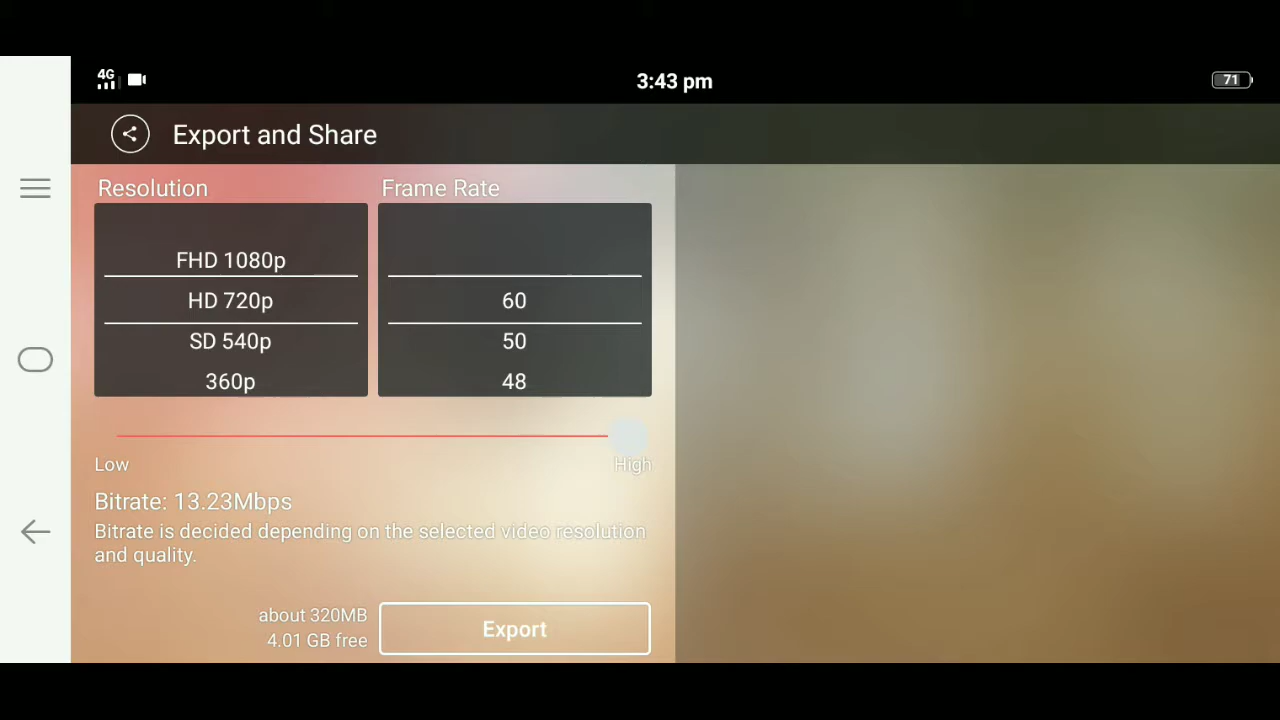 4G
3:43 pm
71
Export and Share
Resolution
Frame Rate
FHD 1080p
HD 720p
SD 540p
360p
60
50
48
Low
High
Bitrate: 13.23Mbps
Bitrate is decided depending on the selected video resolution
and quality.
about 320MB
4.01 GB free
Export